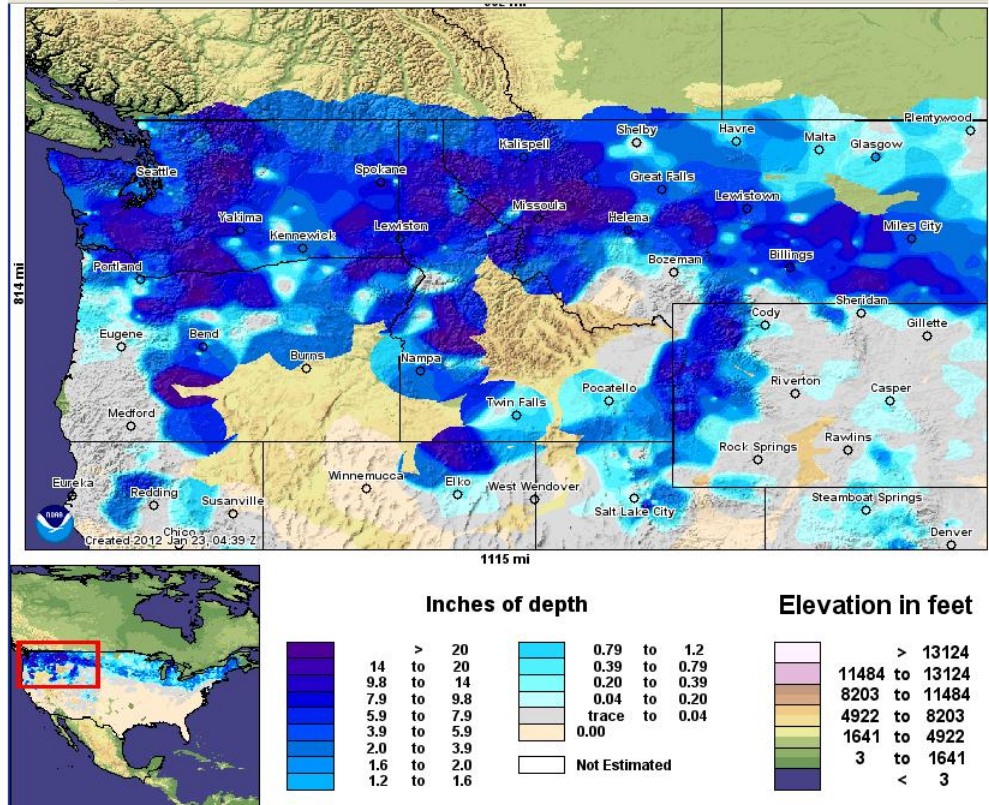 Plentywood
Shelby
Havre
Malta
Glasgow
Kalispell
Seattle
Spokane
Great Falls
Lewistown
Missoula
Yakima
Kennewick
Lewiston
Helena
Miles City
Portland
Bozeman
Billings
Sheridan
Cody
Gillette
Eugene
Bend
Burns
Nampa
Pocatello
Riverton
Casper
Twin Falls
Medford
Rock Springs
Rawlins
Eureka
Redding
Susanville
Winnemucca
Elko
West Wendover
Salt Lake City
Steamboat Springs
Chico
Denver
814 mi
NOAA
Created 2012 Jan 23, 04:39 Z
1115 mi
Inches of depth
> 20
14 to 20
9.8 to 14
7.9 to 9.8
5.9 to 7.9
3.9 to 5.9
2.0 to 3.9
1.6 to 2.0
1.2 to 1.6
0.79 to 1.2
0.39 to 0.79
0.20 to 0.39
0.04 to 0.20
trace to 0.04
0.00
Not Estimated
Elevation in feet
> 13124
11484 to 13124
8203 to 11484
4922 to 8203
1641 to 4922
3 to 1641
< 3